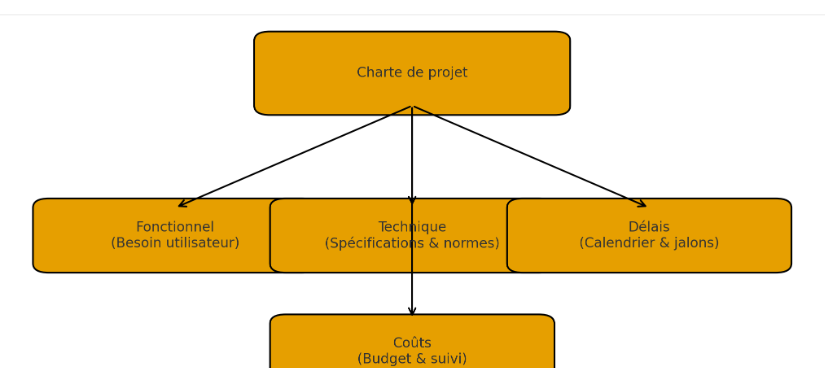 Charte de projet
Fonctionnel
(Besoin utilisateur)
Technique
(Spécifications & normes)
Délais
(Calendrier & jalons)
Coûts
(Budget & suivi)